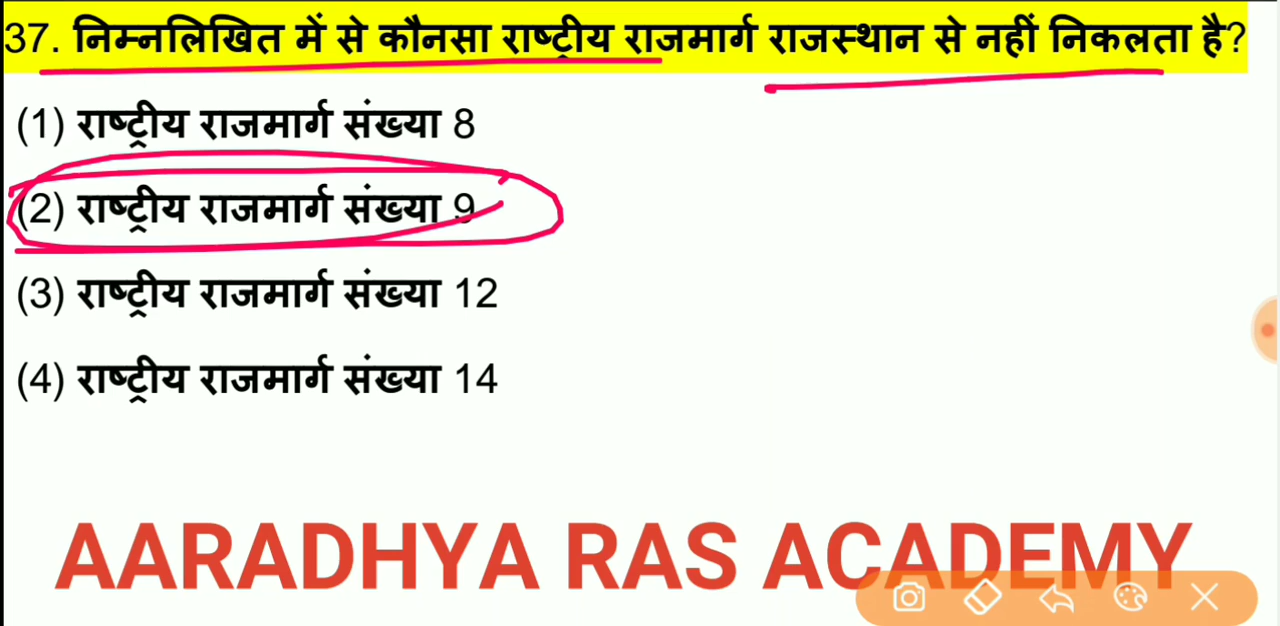 37. निम्नलिखित में से कौनसा राष्ट्रीय राजमार्ग राजस्थान से नहीं निकलता है?
(1) राष्ट्रीय राजमार्ग संख्या 8
(2) राष्ट्रीय राजमार्ग संख्या 9
(3) राष्ट्रीय राजमार्ग संख्या 12
(4) राष्ट्रीय राजमार्ग संख्या 14
AARADHYA RAS ACADEMY